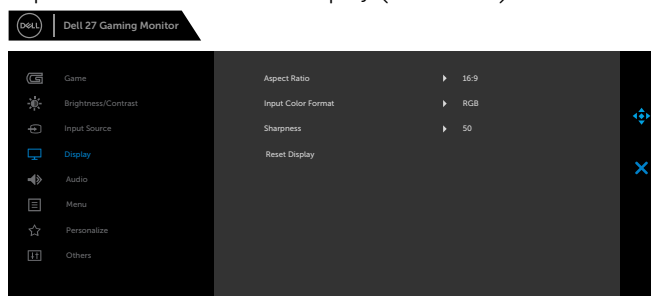 DELL
Dell 27 Gaming Monitor
Game
Aspect Ratio 16:9
Brightness/Contrast
Input Color Format RGB
Input Source
Sharpness 50
Display
Reset Display
Audio
Menu
Personalize
Others